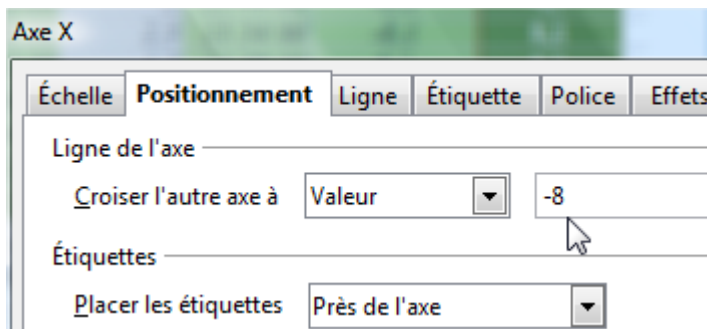 Axe X
Échelle Positionnement Ligne Étiquette Police Effets
Ligne de l'axe
Croiser l'autre axe à Valeur -8
Étiquettes
Placer les étiquettes Près de l'axe